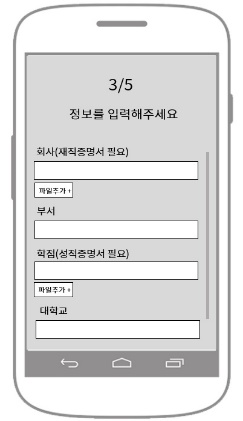 3/5
정보를 입력해주세요
회사(재직증명서 필요)
파일추가 +
부서
학점(성직증명서 필요)
파일추가 +
대학교